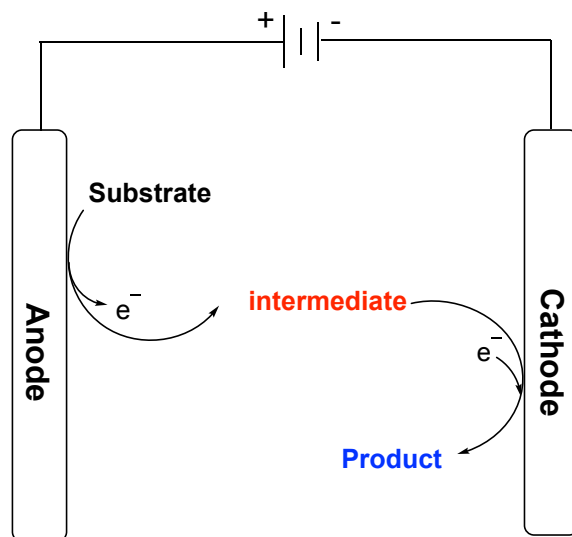 + -
Substrate
e–
Anode
intermediate
Cathode
e–
Product